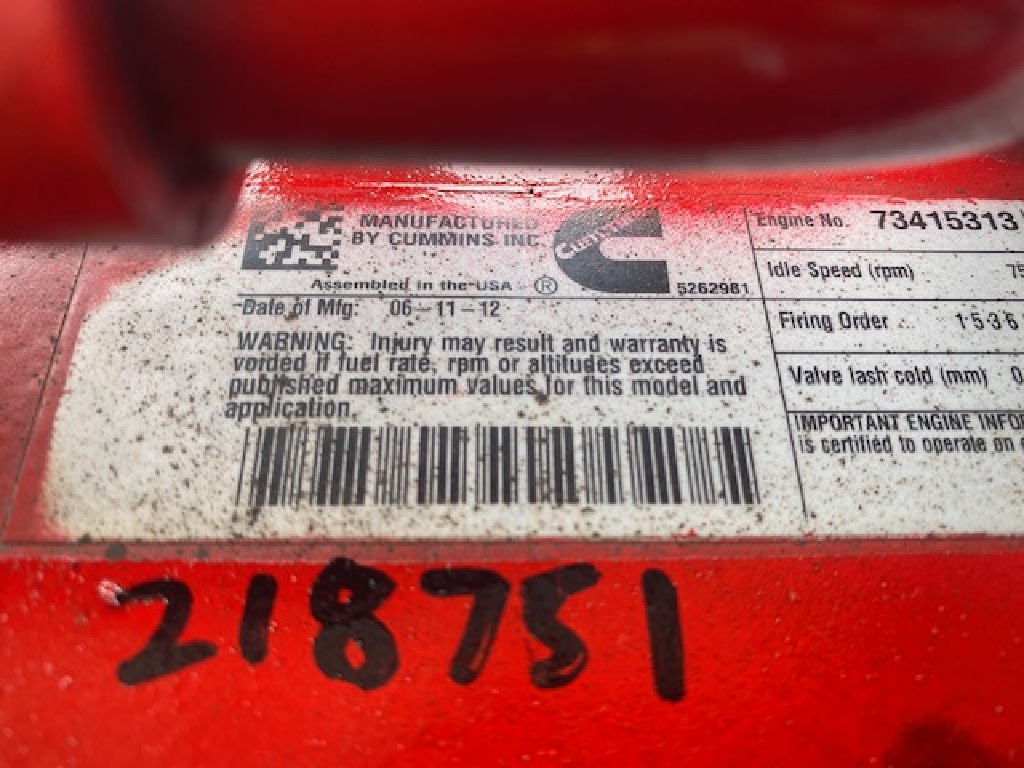 MANUFACTURED
BY CUMMINS INC
Cummins
Assembled in the USA ®
5262981
Date of Mfg: 06-11-12
WARNING: Injury may result and warranty is
voided if fuel rate, rpm or altitudes exceed
published maximum values for this model and
application.
Engine No. 73415313
Idle Speed (rpm) 75
Firing Order 1·5·3·6
Valve lash cold (mm) 0.
IMPORTANT ENGINE INFO
is certified to operate on
218751